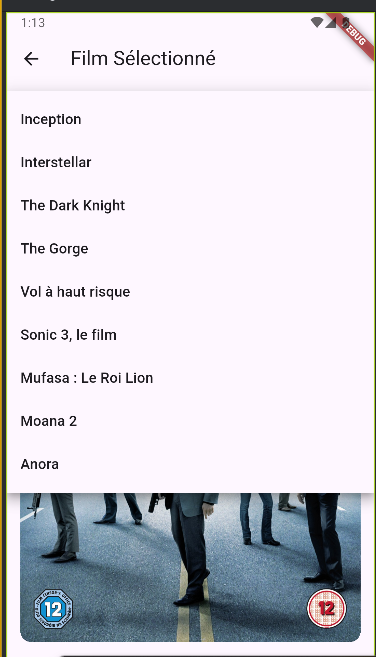 1:13
DEBUG
Film Sélectionné
Inception
Interstellar
The Dark Knight
The Gorge
Vol à haut risque
Sonic 3, le film
Mufasa : Le Roi Lion
Moana 2
Anora
12
12